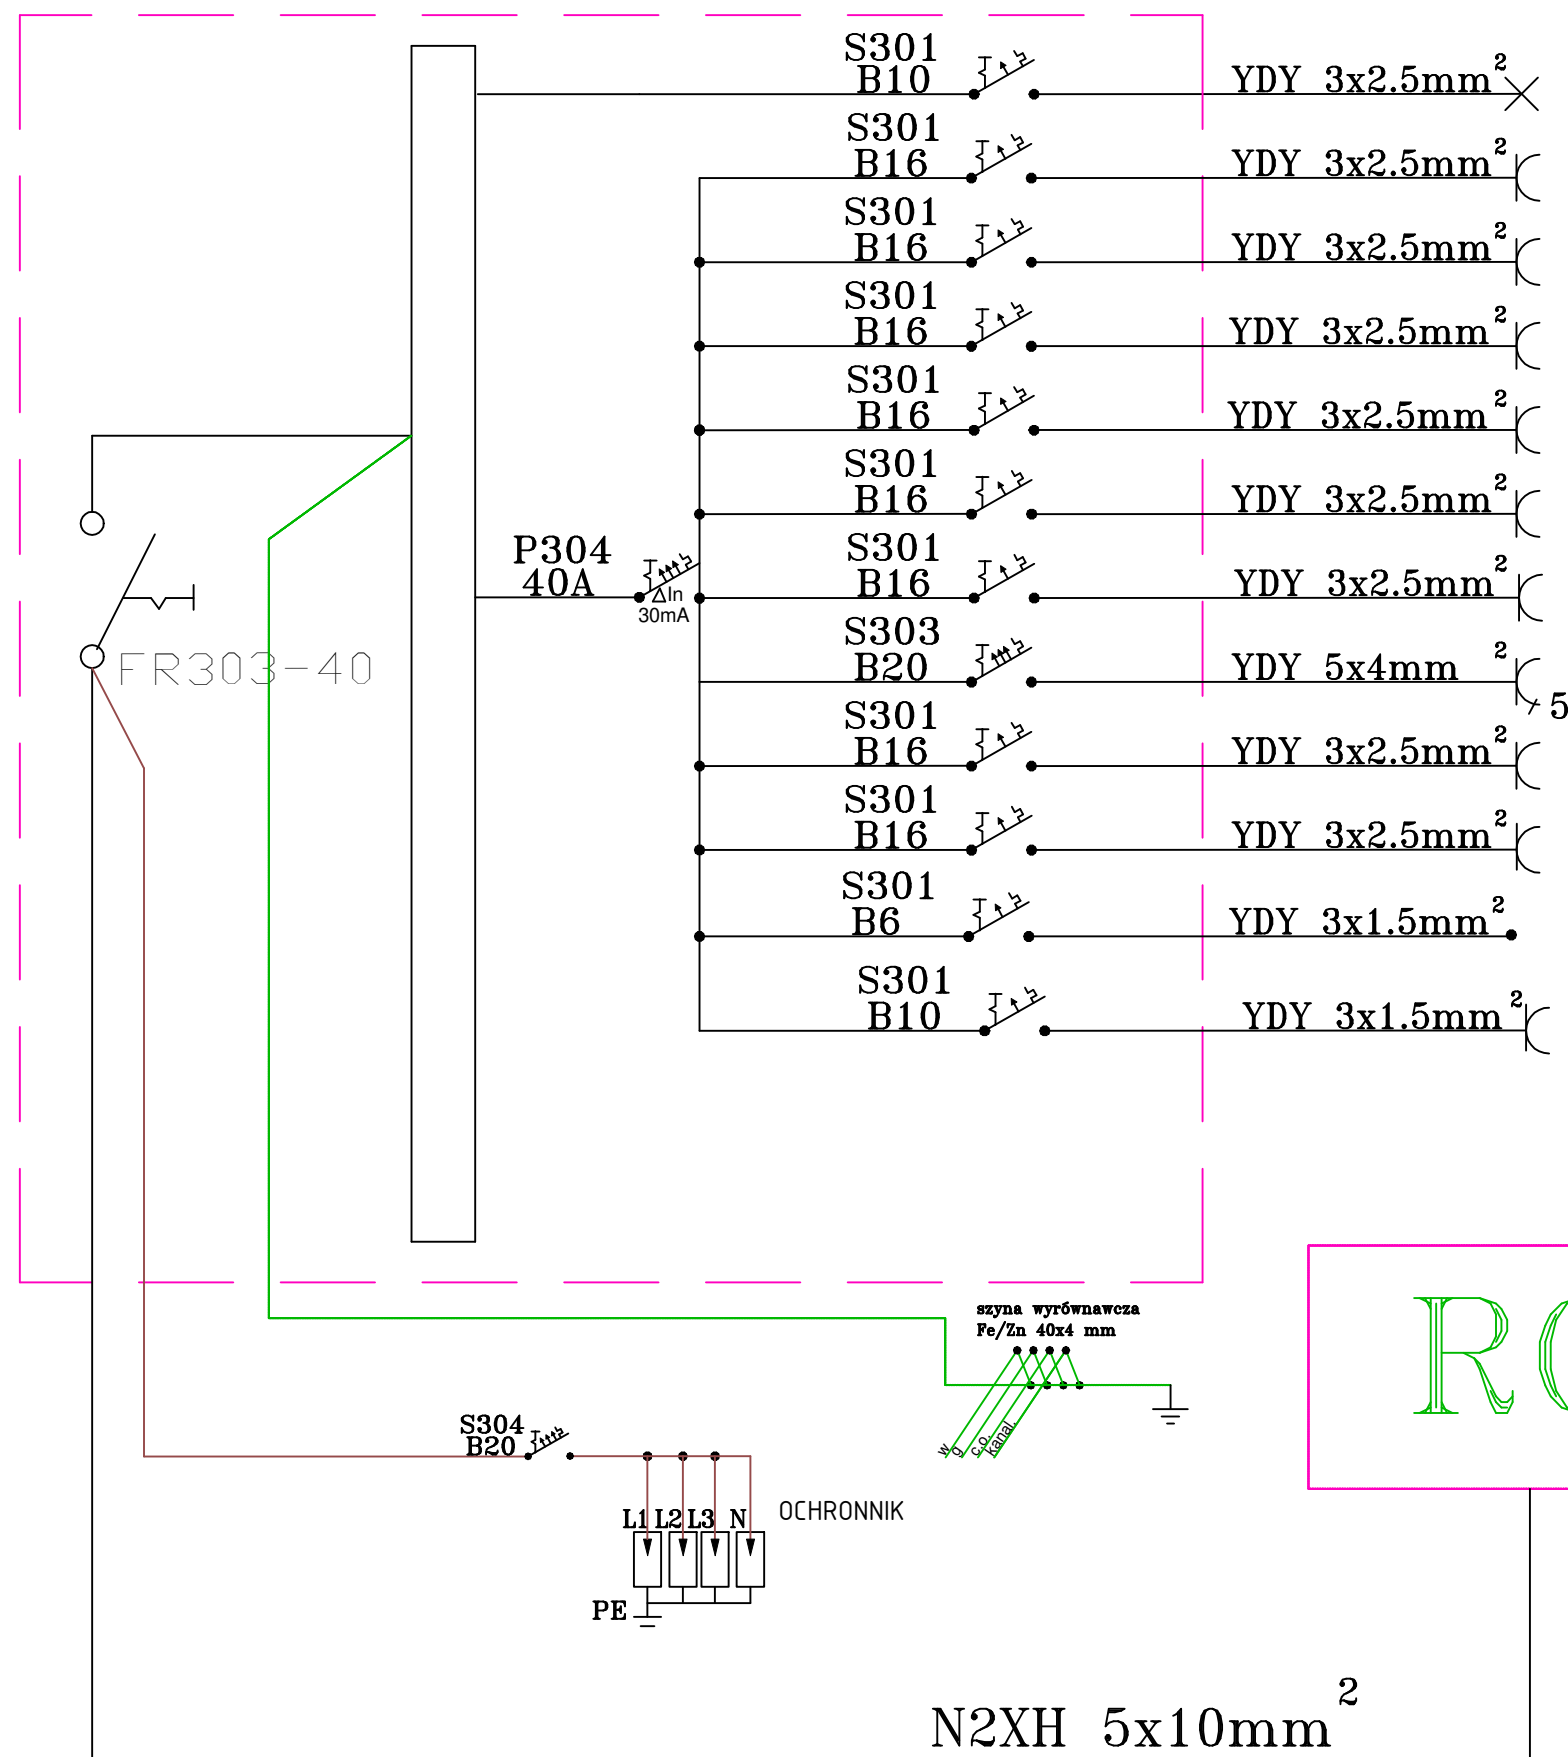 S301
B10
YDY 3x2.5mm²
S301
B16
YDY 3x2.5mm²
S301
B16
YDY 3x2.5mm²
S301
B16
YDY 3x2.5mm²
S301
B16
YDY 3x2.5mm²
S301
B16
YDY 3x2.5mm²
P304
40A
ΔIn
30mA
S301
B16
YDY 3x2.5mm²
FR303-40
S303
B20
YDY 5x4mm²
5
S301
B16
YDY 3x2.5mm²
S301
B16
YDY 3x2.5mm²
S301
B6
YDY 3x1.5mm²
S301
B10
YDY 3x1.5mm²
szyna wyrównawcza
Fe/Zn 40x4 mm
w
g
c.o.
kanal.
S304
B20
L1 L2 L3 N
OCHRONNIK
PE
N2XH 5x10mm²